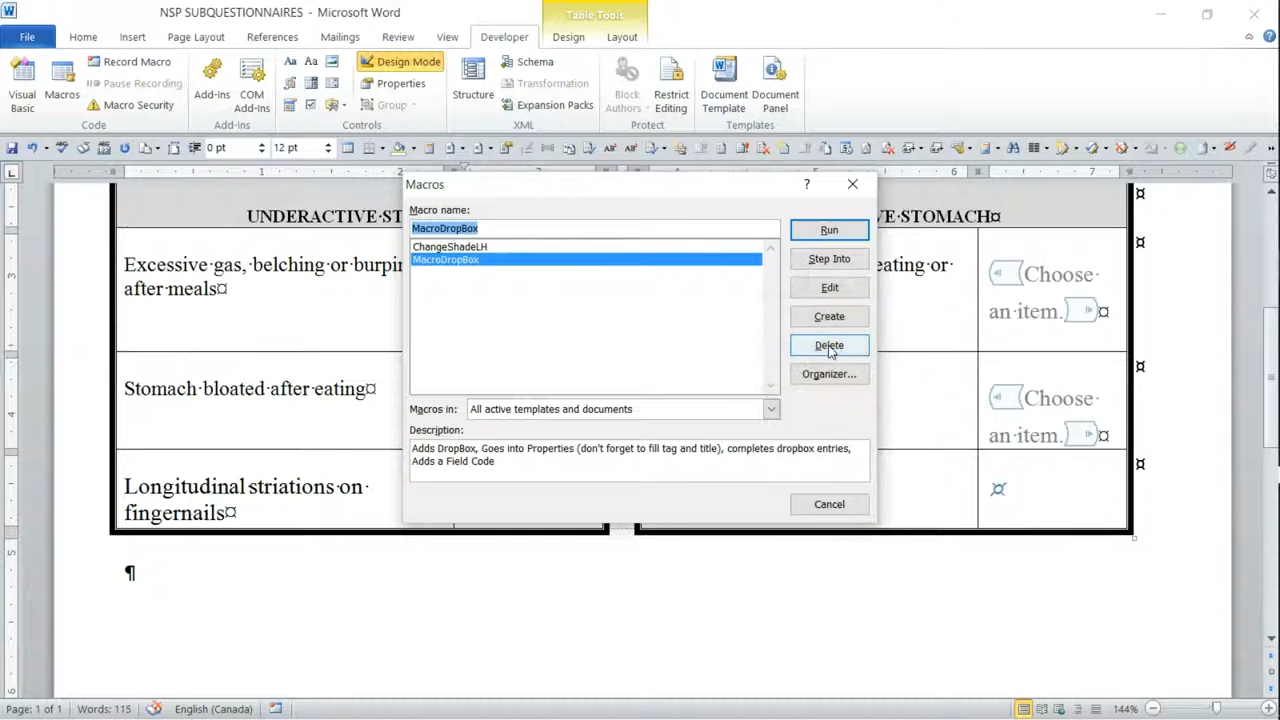 NSP SUBQUESTIONNAIRES - Microsoft Word
Table Tools
File Home Insert Page Layout References Mailings Review View Developer Design Layout
Visual Basic
Macros
Record Macro
Pause Recording
Macro Security
Code
Add-Ins
COM Add-Ins
Add-Ins
Aa Aa
Design Mode
Properties
Group
Controls
Structure
Schema
Transformation
Expansion Packs
XML
Block Authors
Restrict Editing
Protect
Document Template
Document Panel
Templates
0 pt 12 pt
UNDERACTIVE·ST
VE·STOMACH¤
Excessive·gas,·belching·or·burpi
after·meals¤
eating·or·
Choose·
an·item.¤
Stomach·bloated·after·eating¤
Choose·
an·item.¤
Longitudinal·striations·on·
fingernails¤
¤
¶
Macros
Macro name:
MacroDropBox
ChangeShadeLH
MacroDropBox
Run
Step Into
Edit
Create
Delete
Organizer...
Macros in: All active templates and documents
Description:
Adds DropBox, Goes into Properties (don't forget to fill tag and title), completes dropbox entries,
Adds a Field Code
Cancel
Page: 1 of 1 Words: 115 English (Canada) 144%